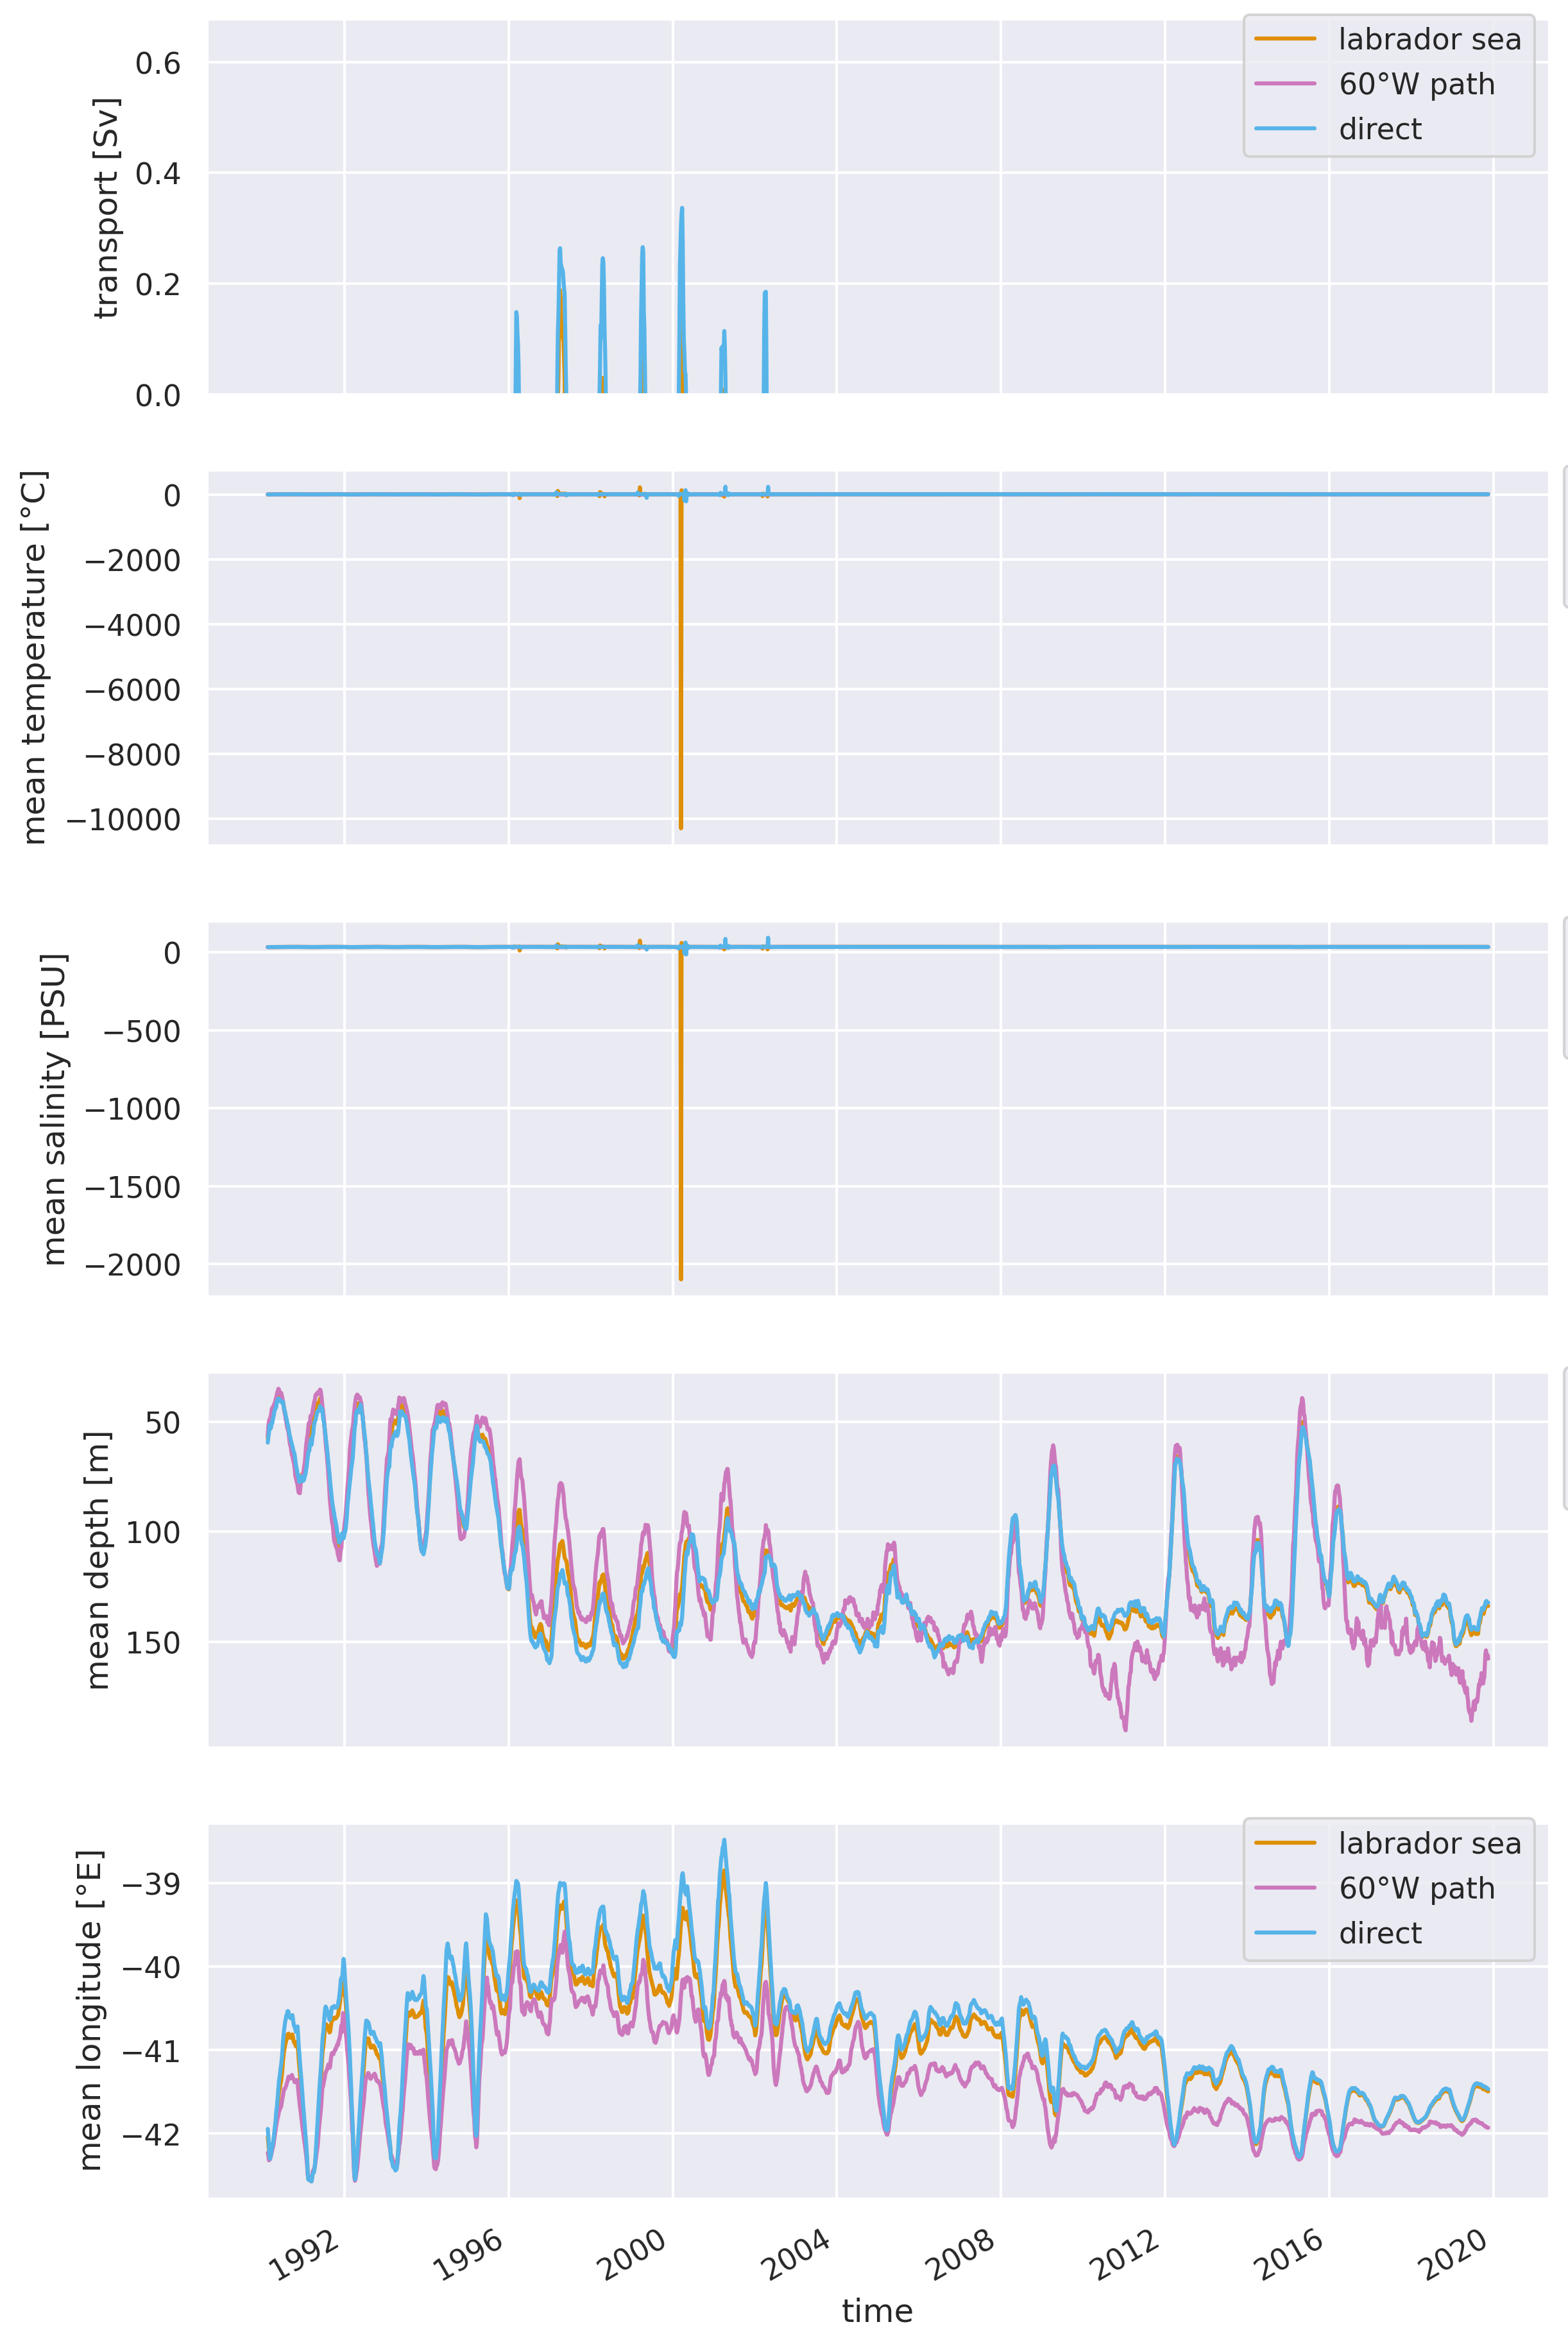 transport [Sv]
0.6
0.4
0.2
0.0
labrador sea
60°W path
direct
mean temperature [°C]
0
−2000
−4000
−6000
−8000
−10000
mean salinity [PSU]
0
−500
−1000
−1500
−2000
mean depth [m]
50
100
150
mean longitude [°E]
−39
−40
−41
−42
labrador sea
60°W path
direct
1992
1996
2000
2004
2008
2012
2016
2020
time